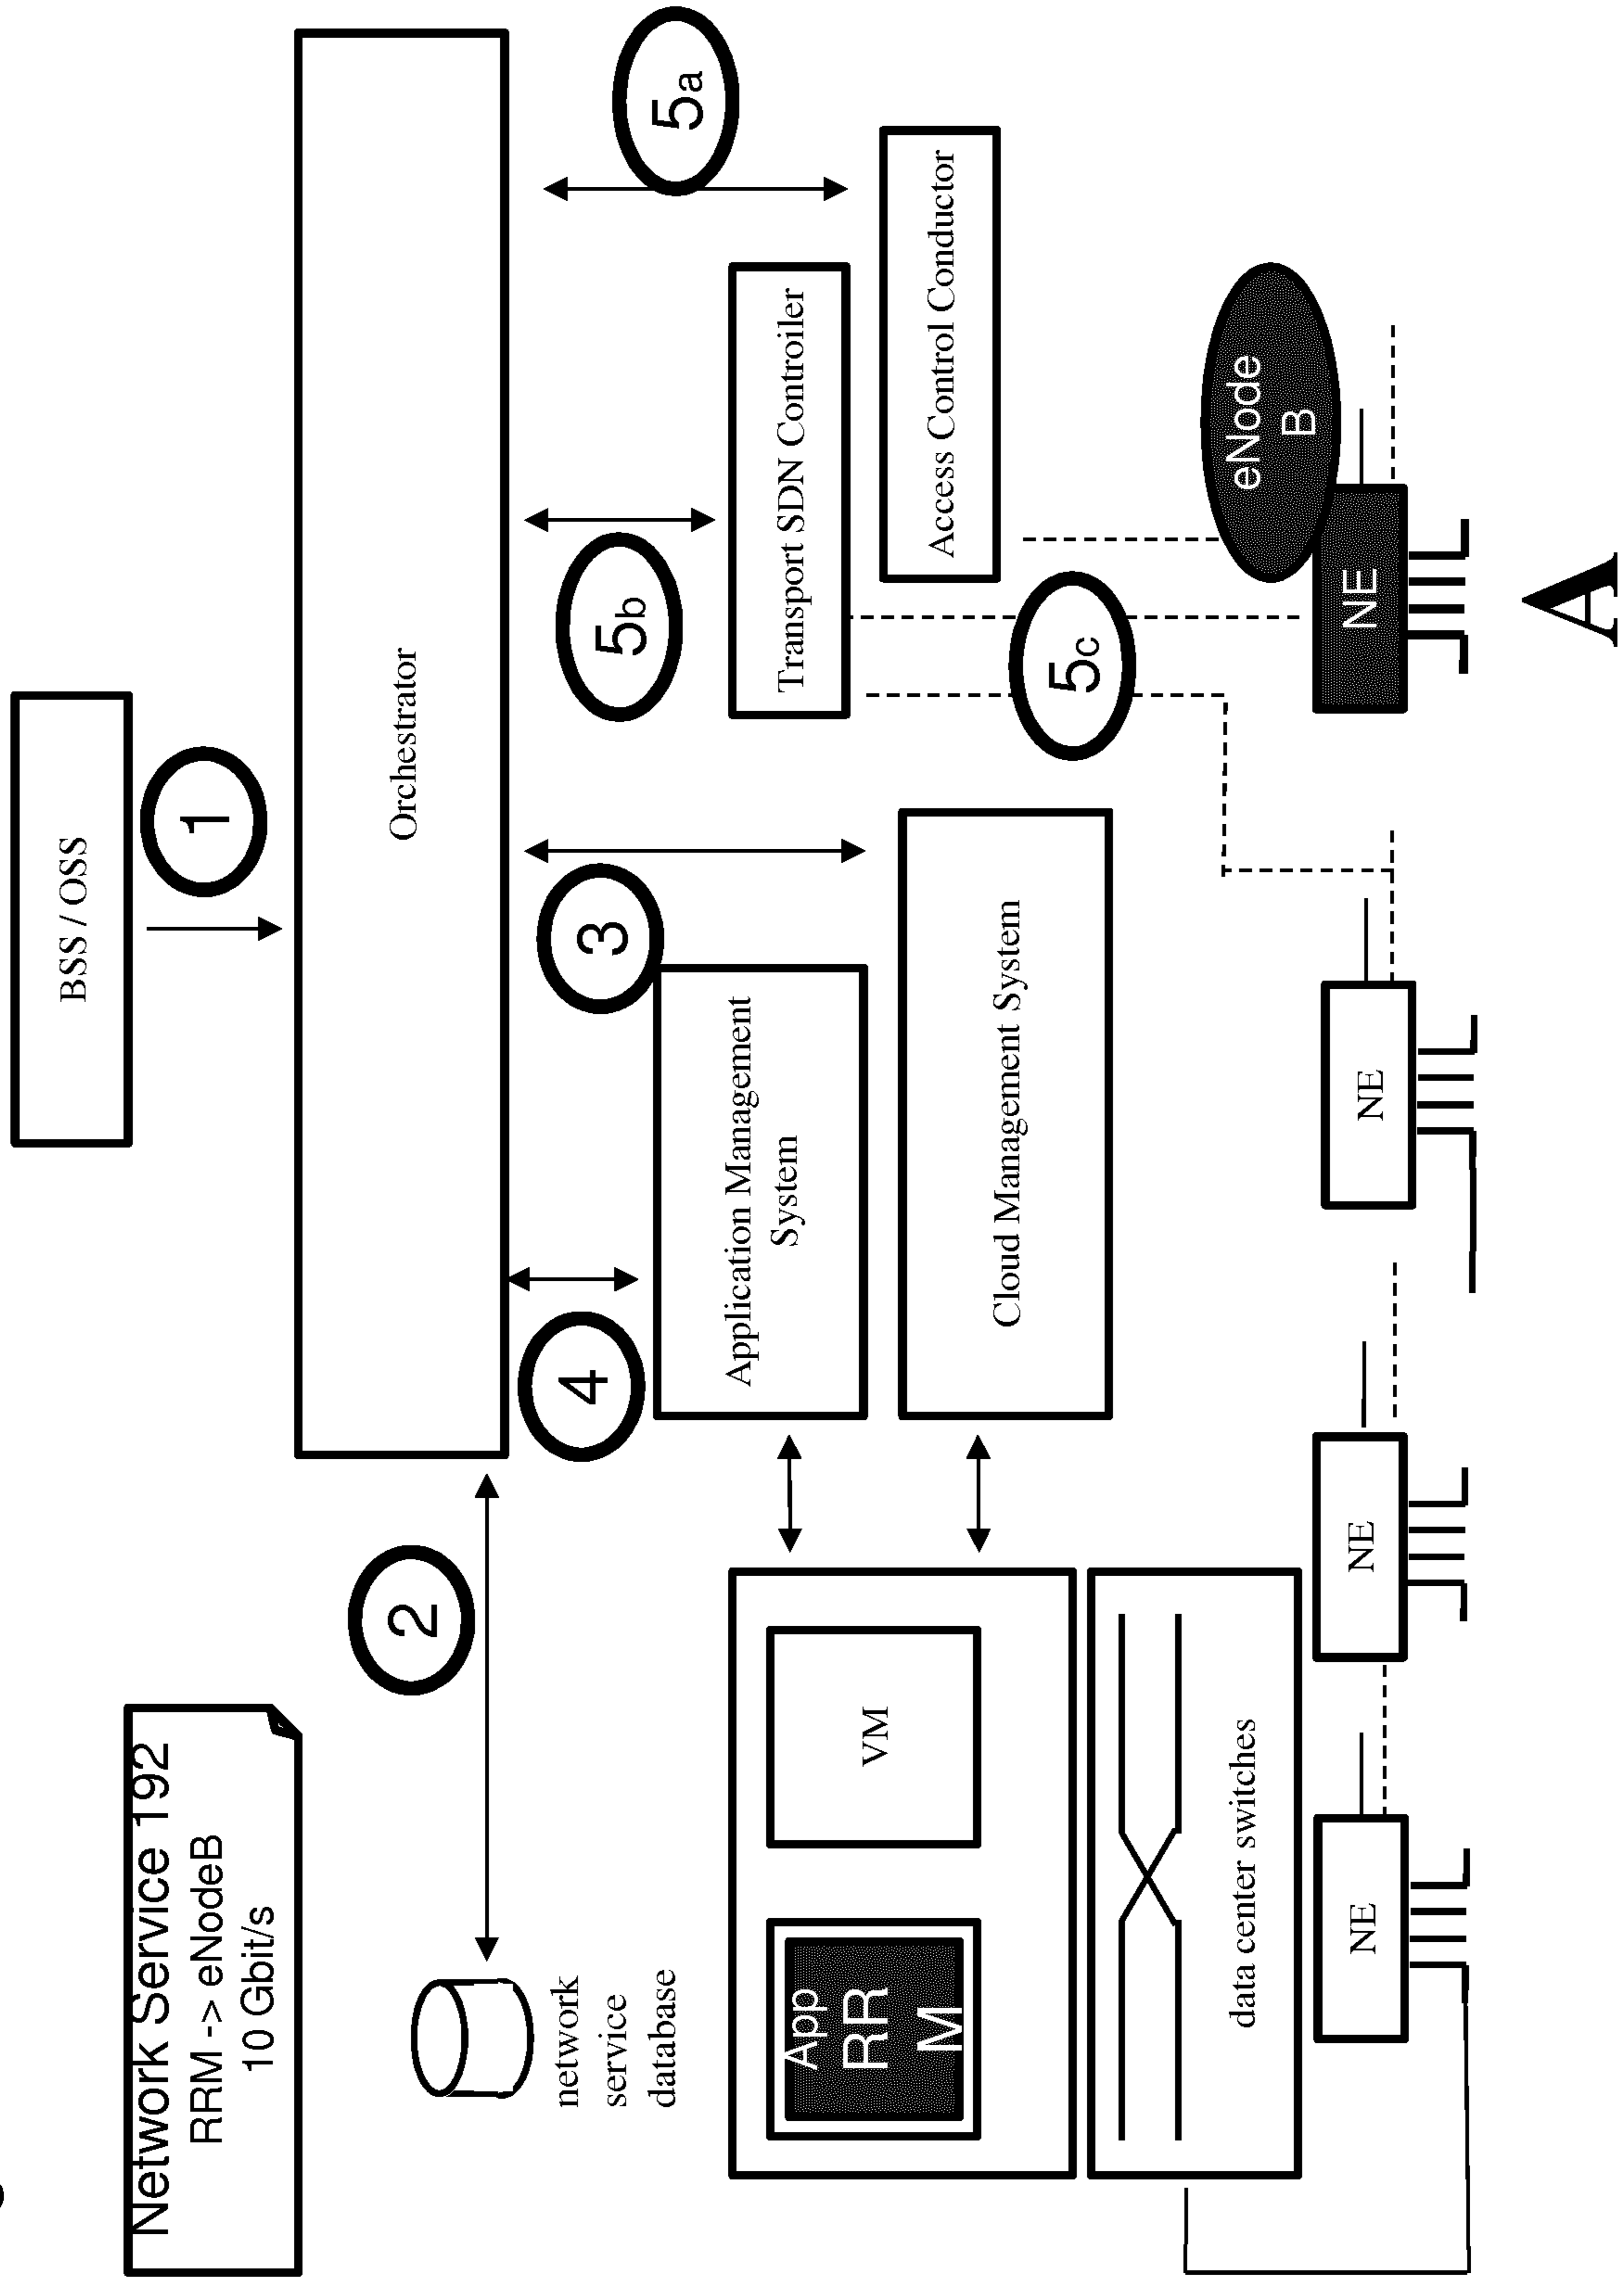 Network Service 192
RRM -> eNodeB
10 Gbit/s
BSS / OSS
1
2
Orchestrator
network
service
database
4
3
5b
5a
Application Management
System
Transport SDN Controiler
Cloud Management System
Access Control Conductor
App
RR
M
VM
5c
data center switches
eNode
B
NE
NE
NE
NE
A